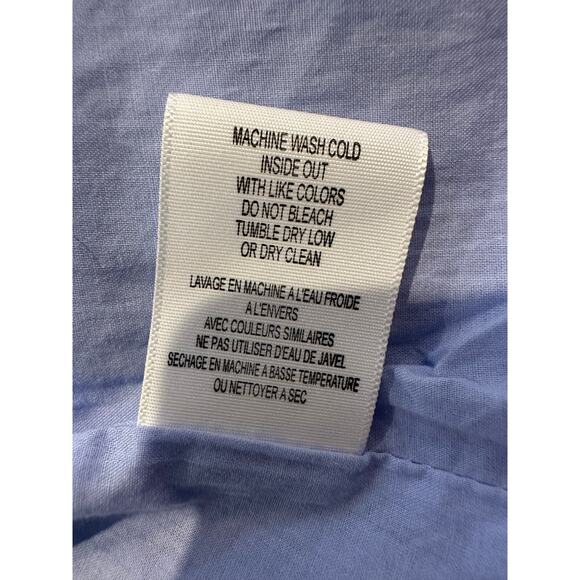 MACHINE WASH COLD
INSIDE OUT
WITH LIKE COLORS
DO NOT BLEACH
TUMBLE DRY LOW
OR DRY CLEAN
LAVAGE EN MACHINE A L'EAU FROIDE
A L'ENVERS
AVEC COULEURS SIMILAIRES
NE PAS UTILISER D'EAU DE JAVEL
SECHAGE EN MACHINE A BASSE TEMPERATURE
OU NETTOYER A SEC